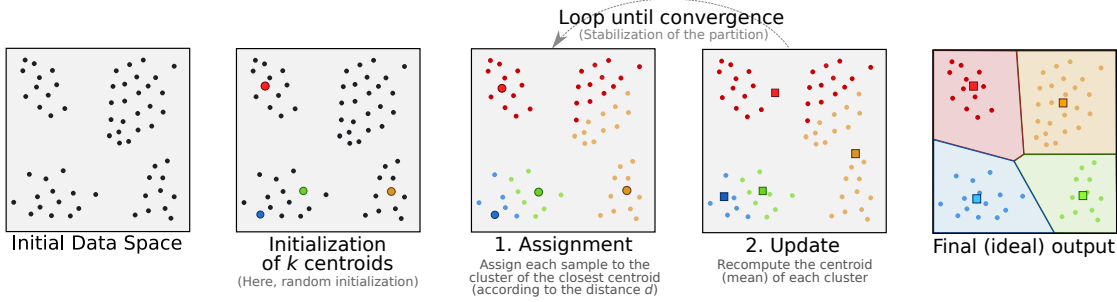 Loop until convergence
(Stabilization of the partition)
Initial Data Space
Initialization
of k centroids
(Here, random initialization)
1. Assignment
Assign each sample to the
cluster of the closest centroid
(according to the distance d)
2. Update
Recompute the centroid
(mean) of each cluster
Final (ideal) output